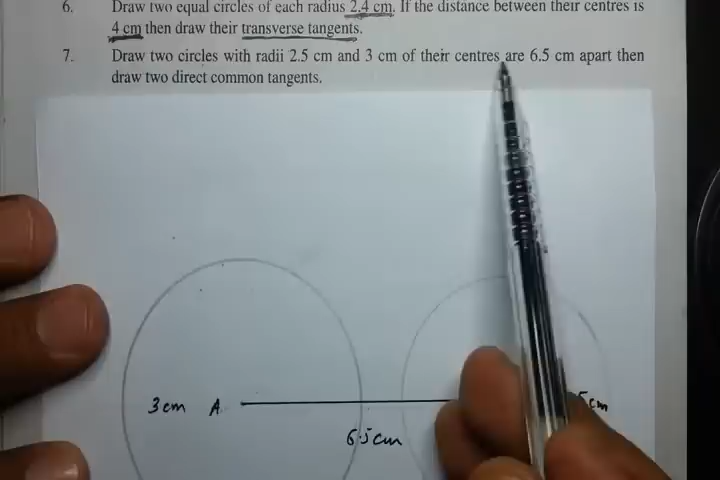 6. Draw two equal circles of each radius 2.4 cm. If the distance between their centres is
4 cm then draw their transverse tangents.
7. Draw two circles with radii 2.5 cm and 3 cm of their centres are 6.5 cm apart then
draw two direct common tangents.
3cm A 5cm
6.5cm